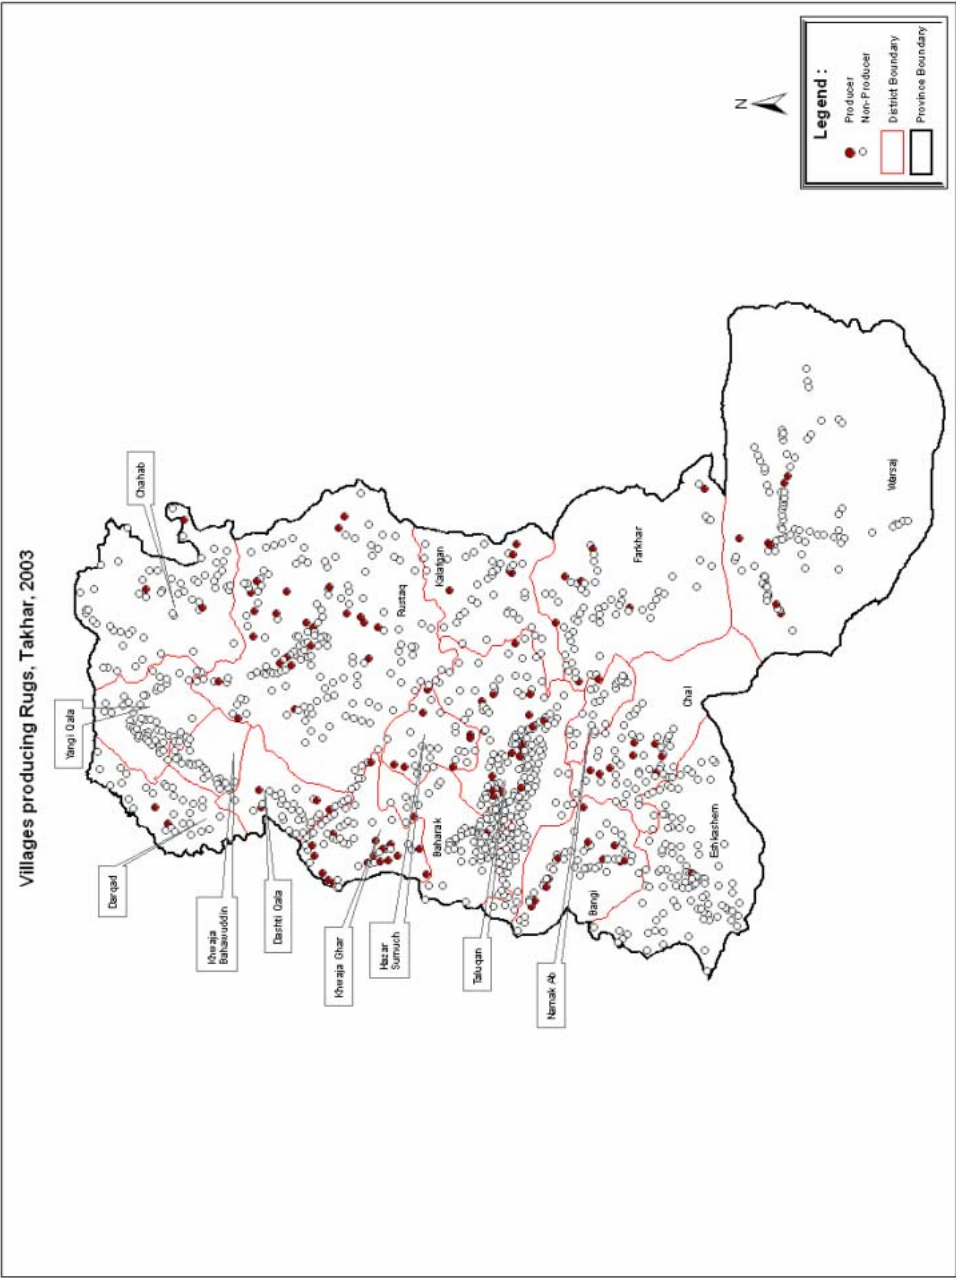 Villages producing Rugs, Takhar, 2003
N
Legend :
Producer
Non-Producer
District Boundary
Province Boundary
Chahab
Yangi Qala
Darqad
Khwaja
Bahawuddin
Dashti Qala
Rustaq
Khwaja Ghar
Hazar
Sumuch
Kalafgan
Baharak
Taluqan
Farkhar
Namak Ab
Bangi
Chal
Eshkashem
Warsaj